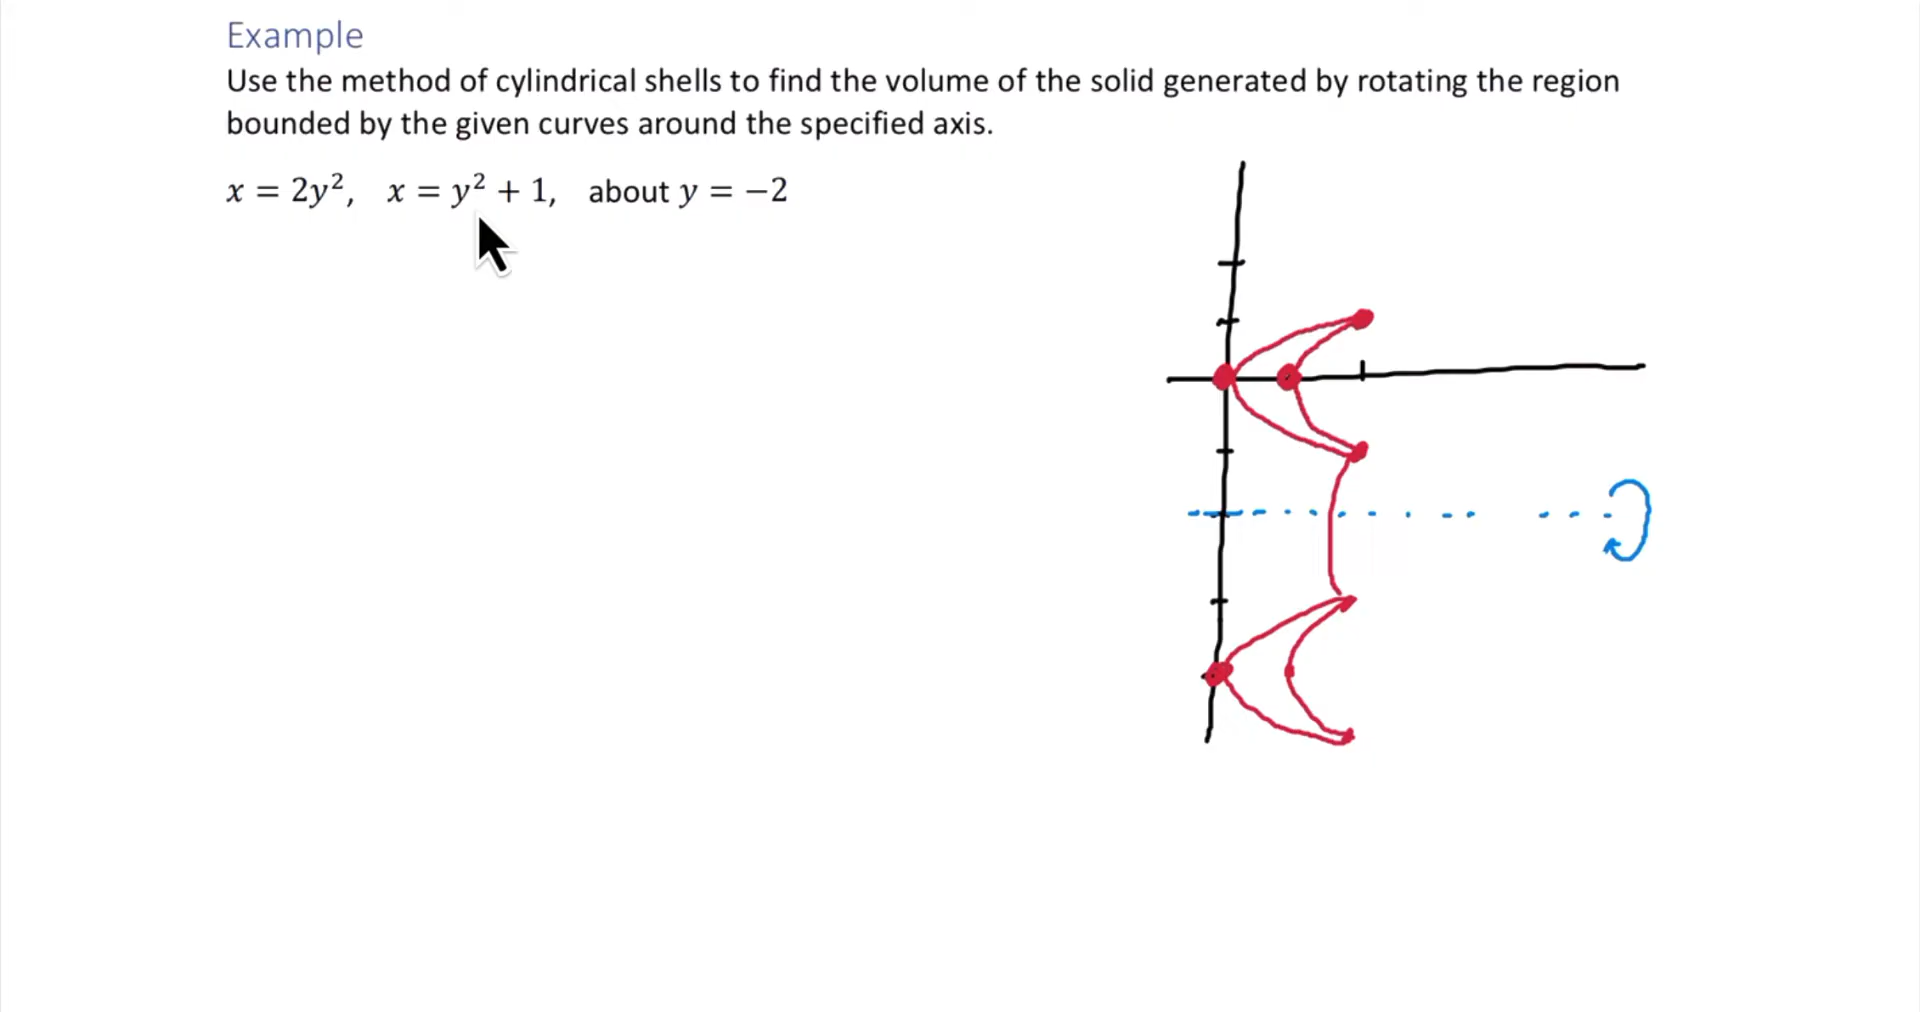 Example
Use the method of cylindrical shells to find the volume of the solid generated by rotating the region
bounded by the given curves around the specified axis.
x = 2y², x = y² + 1, about y = −2